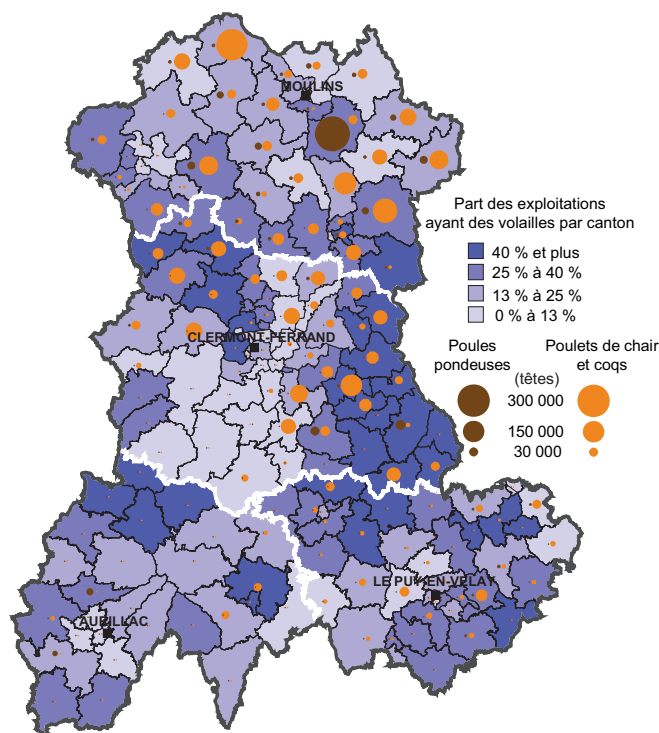 MOULINS
Part des exploitations
ayant des volailles par canton
40 % et plus
25 % à 40 %
13 % à 25 %
0 % à 13 %
CLERMONT-FERRAND
Poules
pondeuses
Poulets de chair
et coqs
(têtes)
300 000
150 000
30 000
LE PUY-EN-VELAY
AURILLAC